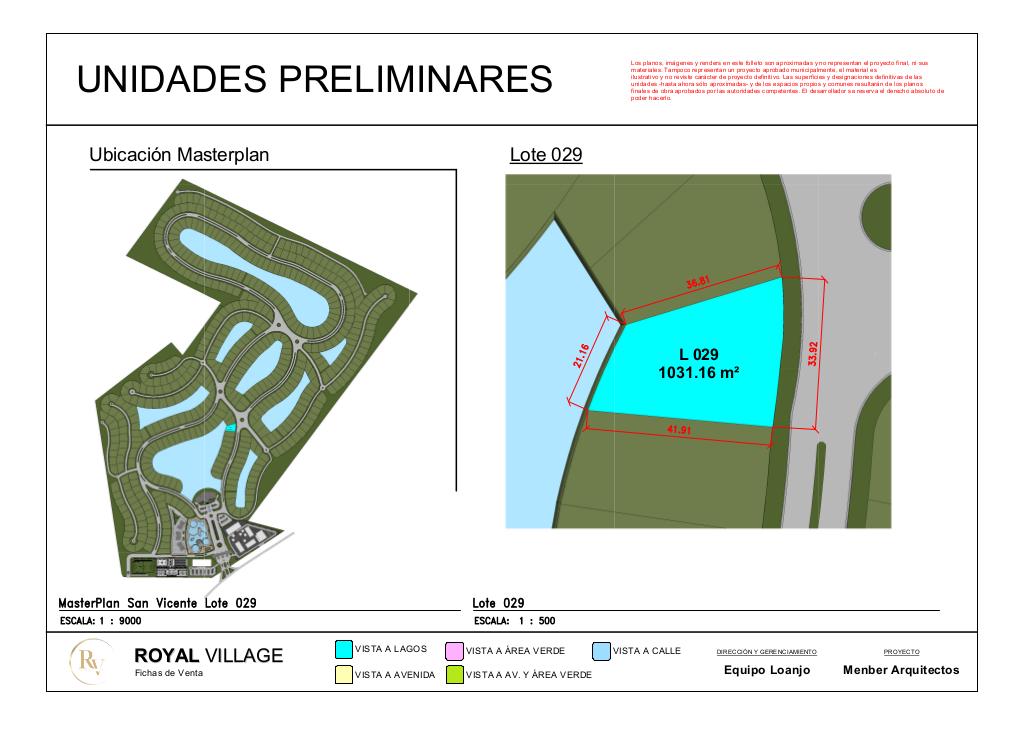 UNIDADES PRELIMINARES
Los planos, imágenes y renders en este folleto son aproximadas y no representan el proyecto final, ni sus
materiales. Tampoco representan un proyecto aprobado municipalmente, el material es
ilustrativo y no reviste carácter de proyecto definitivo. Las superficies y designaciones definitivas de las
unidades -hasta ahora sólo aproximadas- y de los espacios propios y comunes resultarán de los planos
finales de obra aprobados por las autoridades competentes. El desarrollador se reserva el derecho absoluto de
poder hacerlo.
Ubicación Masterplan
Lote 029
36.81
21.16
L 029
1031.16 m²
33.92
41.91
MasterPlan San Vicente Lote 029
ESCALA: 1 : 9000
Lote 029
ESCALA: 1 : 500
RV
ROYAL VILLAGE
Fichas de Venta
VISTA A LAGOS
VISTA A ÁREA VERDE
VISTA A CALLE
VISTA A AVENIDA
VISTA A AV. Y ÁREA VERDE
DIRECCIÓN Y GERENCIAMIENTO
Equipo Loanjo
PROYECTO
Menber Arquitectos